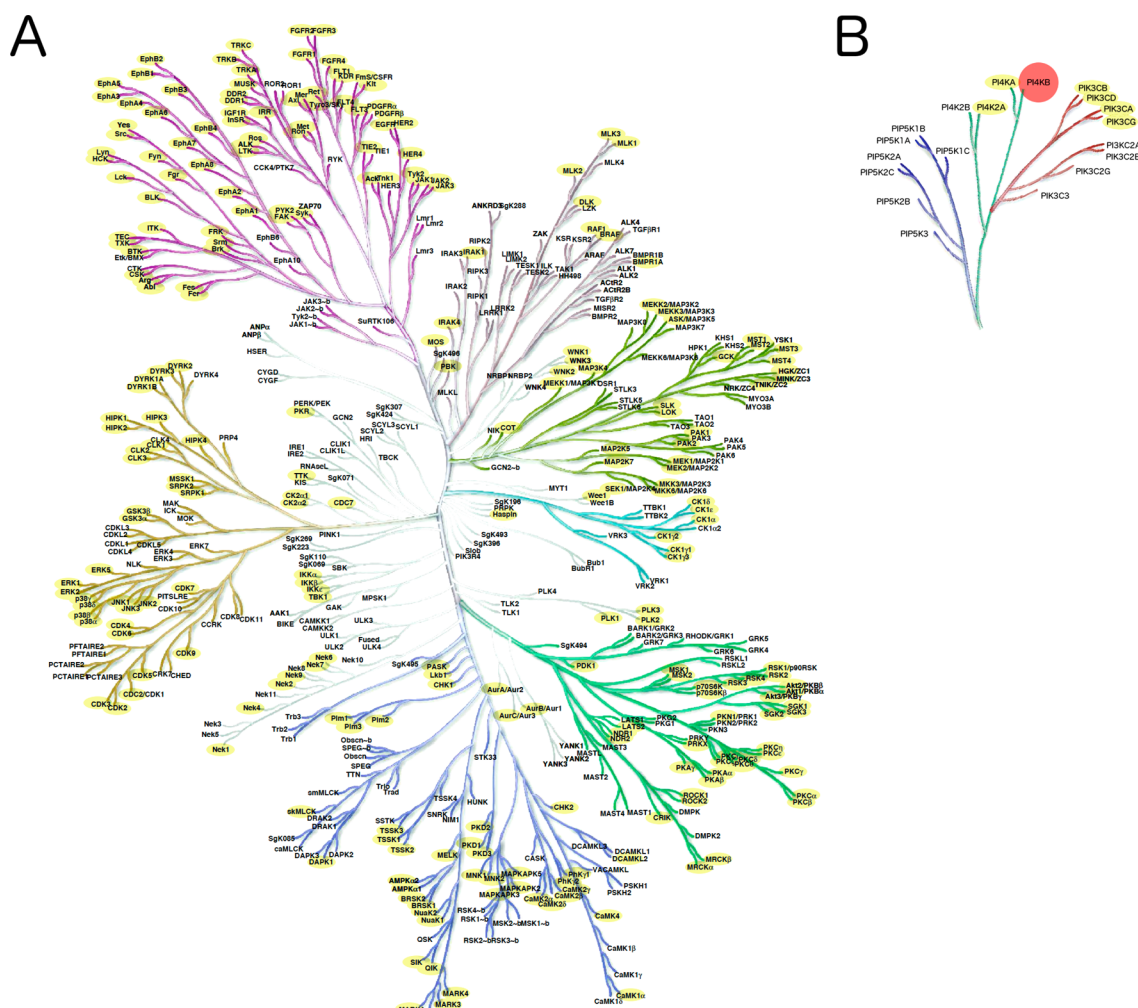 A
B
FGFR2
FGFR3
TRKC
FGFR1
TRKB
FGFR4
EphB2
TRKA
ROR2
ROR1
FLT1
EphB1
MUSK
KDR
FmS/CSFR
Kit
EphA5
DDR2
Mer
Ret
EphB3
EphA3
DDR1
Axl
FLT4
PDGFRα
EphA4
IGF1R
IRR
FLT3
PDGFRβ
EphA6
InSR
Met
EGFR
HER2
Yes
EphB4
Ron
Src
EphA7
Ros
ALK
TIE2
LTK
TIE1
Lyn
HCK
Fyn
EphA8
CCK4/PTK7
RYK
HER4
Fgr
Ack
Tnk1
Tyk2
JAK1
JAK2
JAK3
Lck
EphA2
PYK2
ZAP70
HER3
BLK
FAK
Syk
EphA1
Lmr1
Lmr2
ITK
FRK
EphB6
TEC
Srm
TXK
Brk
Lmr3
BTK
Etk/BMX
EphA10
CTK
CSK
Arg
Abl
Fes
Fer
JAK3~b
JAK2~b
Tyk2~b
JAK1~b
SuRTK106
MLK3
MLK1
MLK4
MLK2
ANKRD3
SgK288
DLK
LZK
RIPK2
ZAK
RAF1
BRAF
ALK4
TGFβR1
KSR
KSR2
IRAK3
IRAK1
LIMK1
LIMK2
TESK1
TESK2
ILK
TAK1
HH498
ARAF
ALK7
BMPR1B
BMPR1A
ALK1
ALK2
RIPK3
IRAK2
RIPK1
LRRK2
LRRK1
ACtR2
ACtR2B
TGFβR2
MISR2
BMPR2
IRAK4
MOS
SgK496
PBK
MLKL
NRBP1
NRBP2
WNK1
WNK3
WNK2
WNK4
MEKK2/MAP3K2
MEKK3/MAP3K3
ASK/MAP3K5
MAP3K8
MAP3K7
MEKK6/MAP3K6
MAP3K4
MEKK1/MAP3K1
OSR1
STLK3
STLK5
STLK6
HPK1
KHS1
KHS2
GCK
MST1
MST2
YSK1
MST3
MST4
HGK/ZC1
MINK/ZC3
TNIK/ZC2
NRK/ZC4
MYO3A
MYO3B
SLK
LOK
TAO1
TAO2
TAO3
PAK1
PAK3
PAK2
PAK4
PAK5
PAK6
NIK
COT
MAP2K5
MAP2K7
MEK1/MAP2K1
MEK2/MAP2K2
MKK3/MAP2K3
MKK6/MAP2K6
SEK1/MAP2K4
GCN2~b
ANPα
ANPβ
HSER
CYGD
CYGF
DYRK2
DYRK3
DYRK4
DYRK1A
DYRK1B
HIPK1
HIPK3
HIPK2
CLK4
CLK1
HIPK4
PRP4
CLK2
CLK3
PERK/PEK
PKR
GCN2
SgK307
SgK424
SCYL3
SCYL2
SCYL1
HRI
CLIK1
CLIK1L
TBCK
IRE1
IRE2
RNAseL
TTK
KIS
SgK071
CK2α1
CK2α2
CDC7
MSSK1
SRPK2
SRPK1
MAK
ICK
MOK
GSK3β
GSK3α
CDKL3
CDKL2
CDKL1
CDKL5
CDKL4
ERK4
ERK3
ERK7
NLK
ERK5
ERK1
ERK2
p38γ
p38δ
p38β
p38α
JNK1
JNK2
JNK3
CDK7
PITSLRE
CDK10
CDK4
CDK6
CCRK
CDK8
CDK11
PFTAIRE2
PFTAIRE1
PCTAIRE2
PCTAIRE1
PCTAIRE3
CDK5
CRK7
CHED
CDK9
CDC2/CDK1
CDK3
CDK2
PINK1
SgK269
SgK223
SgK110
SgK069
SBK
IKKα
IKKβ
IKKε
TBK1
MPSK1
AAK1
BIKE
GAK
CAMKK1
CAMKK2
ULK3
ULK1
ULK2
Fused
ULK4
Nek6
Nek7
Nek10
Nek8
Nek9
Nek2
Nek11
Nek4
Nek3
Nek5
Nek1
MYT1
Wee1
Wee1B
SgK196
PRPK
Haspin
SgK493
SgK396
Slob
PIK3R4
Bub1
BubR1
TTBK1
TTBK2
CK1δ
CK1ε
CK1α
CK1α2
CK1γ2
CK1γ1
CK1γ3
VRK3
VRK1
VRK2
PLK4
PLK3
PLK1
PLK2
TLK2
TLK1
SgK494
PDK1
BARK1/GRK2
BARK2/GRK3
RHODK/GRK1
GRK5
GRK7
GRK6
GRK4
RSKL1
RSKL2
MSK1
MSK2
RSK1/p90RSK
RSK4
RSK2
RSK3
p70S6K
p70S6Kβ
Akt2/PKBβ
Akt1/PKBα
Akt3/PKBγ
SGK1
SGK2
SGK3
LATS1
LATS2
NDR1
NDR2
PKG2
PKG1
PKN1/PRK1
PKN2/PRK2
PKN3
PRKY
PRKX
PKCη
PKCε
PKCδ
PKCγ
PKCα
PKCβ
PKAγ
PKAα
PKAβ
YANK1
YANK2
YANK3
MASTL
MAST3
MAST2
MAST4
MAST1
ROCK1
ROCK2
DMPK
CRIK
DMPK2
MRCKβ
MRCKα
SgK495
PASK
Lkb1
CHK1
AurA/Aur2
AurC/Aur3
AurB/Aur1
Trb3
Trb2
Trb1
Pim1
Pim2
Pim3
Obscn~b
SPEG~b
Obscn
SPEG
TTN
STK33
smMLCK
Trio
Trad
skMLCK
DRAK2
DRAK1
SgK085
caMLCK
DAPK3
DAPK2
DAPK1
TSSK4
SSTK
TSSK3
TSSK1
TSSK2
SNRK
NIM1
HUNK
MELK
PKD2
PKD1
PKD3
CHK2
CASK
DCAMKL3
DCAMKL1
DCAMKL2
VACAMKL
PSKH1
PSKH2
PhKγ1
PhKγ2
MNK1
MNK2
MAPKAPK5
MAPKAPK2
MAPKAPK3
CaMK2γ
CaMK2α
CaMK2β
CaMK2δ
AMPKα2
AMPKα1
BRSK2
BRSK1
NuaK2
NuaK1
RSK4~b
RSK1~b
MSK2~b
MSK1~b
RSK2~b
RSK3~b
CaMK4
CaMK1β
CaMK1γ
CaMK1α
CaMK1δ
QSK
SIK
QIK
MARK4
MARK3
PI4KA
PI4KB
PI4K2B
PI4K2A
PIK3CB
PIK3CD
PIK3CA
PIK3CG
PIP5K1B
PIP5K1A
PIP5K1C
PIP5K2A
PIP5K2C
PIP5K2B
PIP5K3
PI3KC2A
PIK3C2B
PIK3C2G
PIK3C3